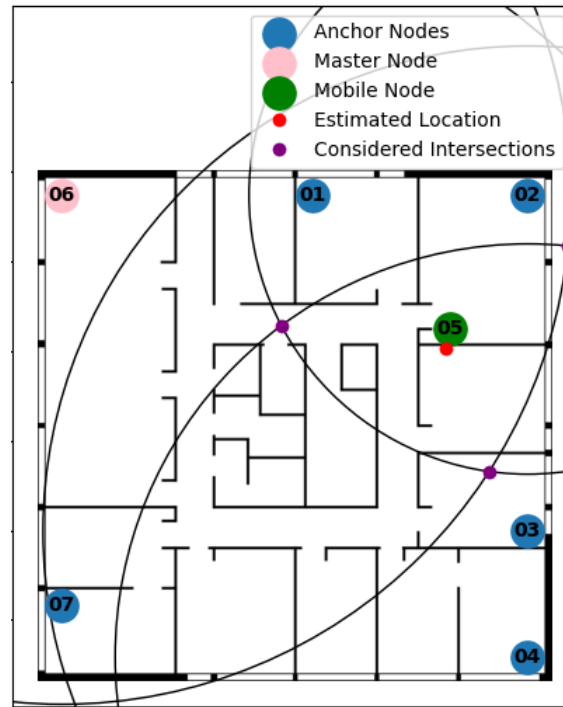 Anchor Nodes
Master Node
Mobile Node
Estimated Location
Considered Intersections
06
01
02
05
03
07
04